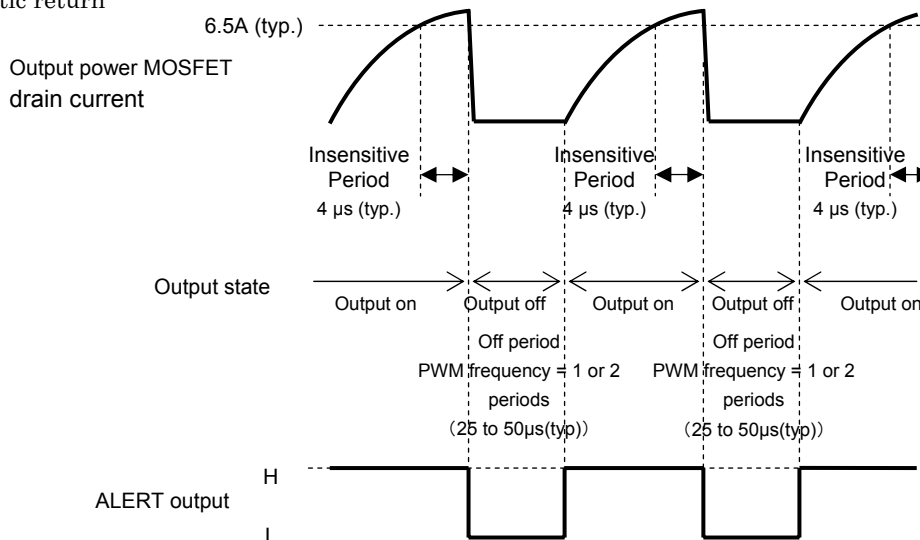 tic return
6.5A (typ.)
Output power MOSFET
drain current
Insensitive
Period
4 μs (typ.)
Insensitive
Period
4 μs (typ.)
Insensitive
Period
4 μs (typ.)
Output state
Output on
Output off
Output on
Output off
Output on
Off period
PWM frequency = 1 or 2
periods
（25 to 50μs(typ)）
Off period
PWM frequency = 1 or 2
periods
（25 to 50μs(typ)）
H
ALERT output
L